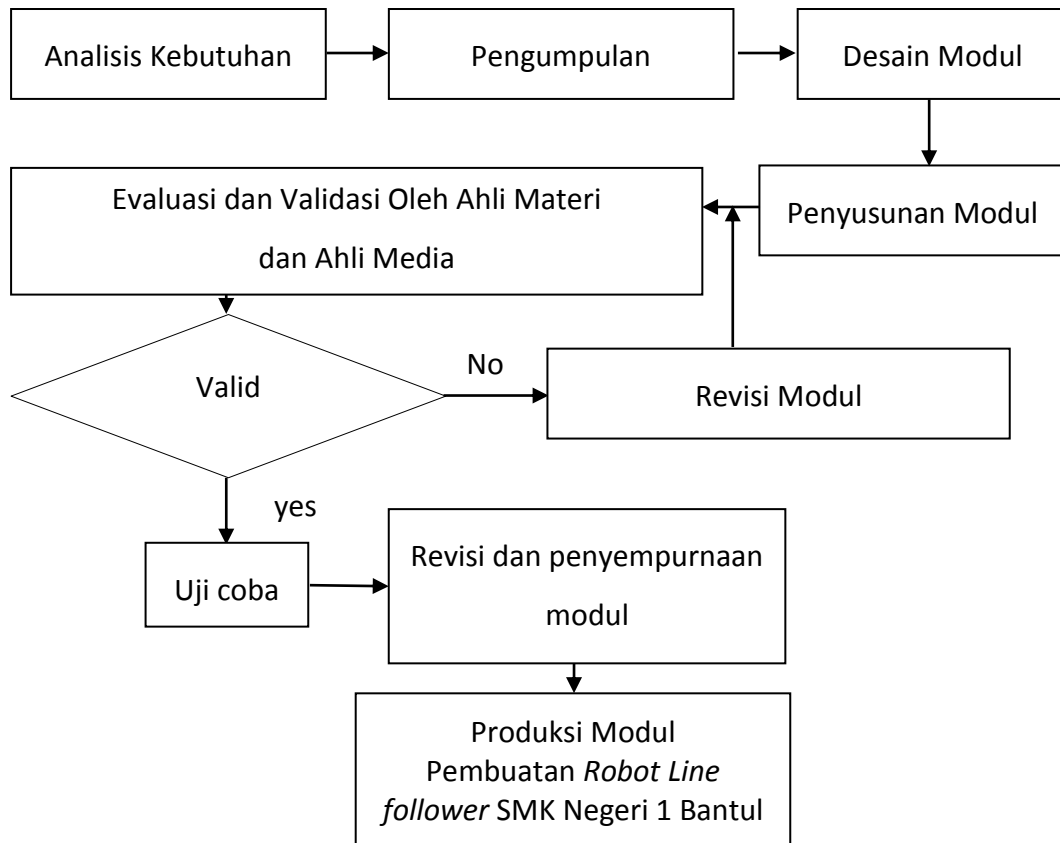 Analisis Kebutuhan
Pengumpulan
Desain Modul
Penyusunan Modul
Evaluasi dan Validasi Oleh Ahli Materi
dan Ahli Media
Valid
No
Revisi Modul
yes
Uji coba
Revisi dan penyempurnaan
modul
Produksi Modul
Pembuatan Robot Line
follower SMK Negeri 1 Bantul